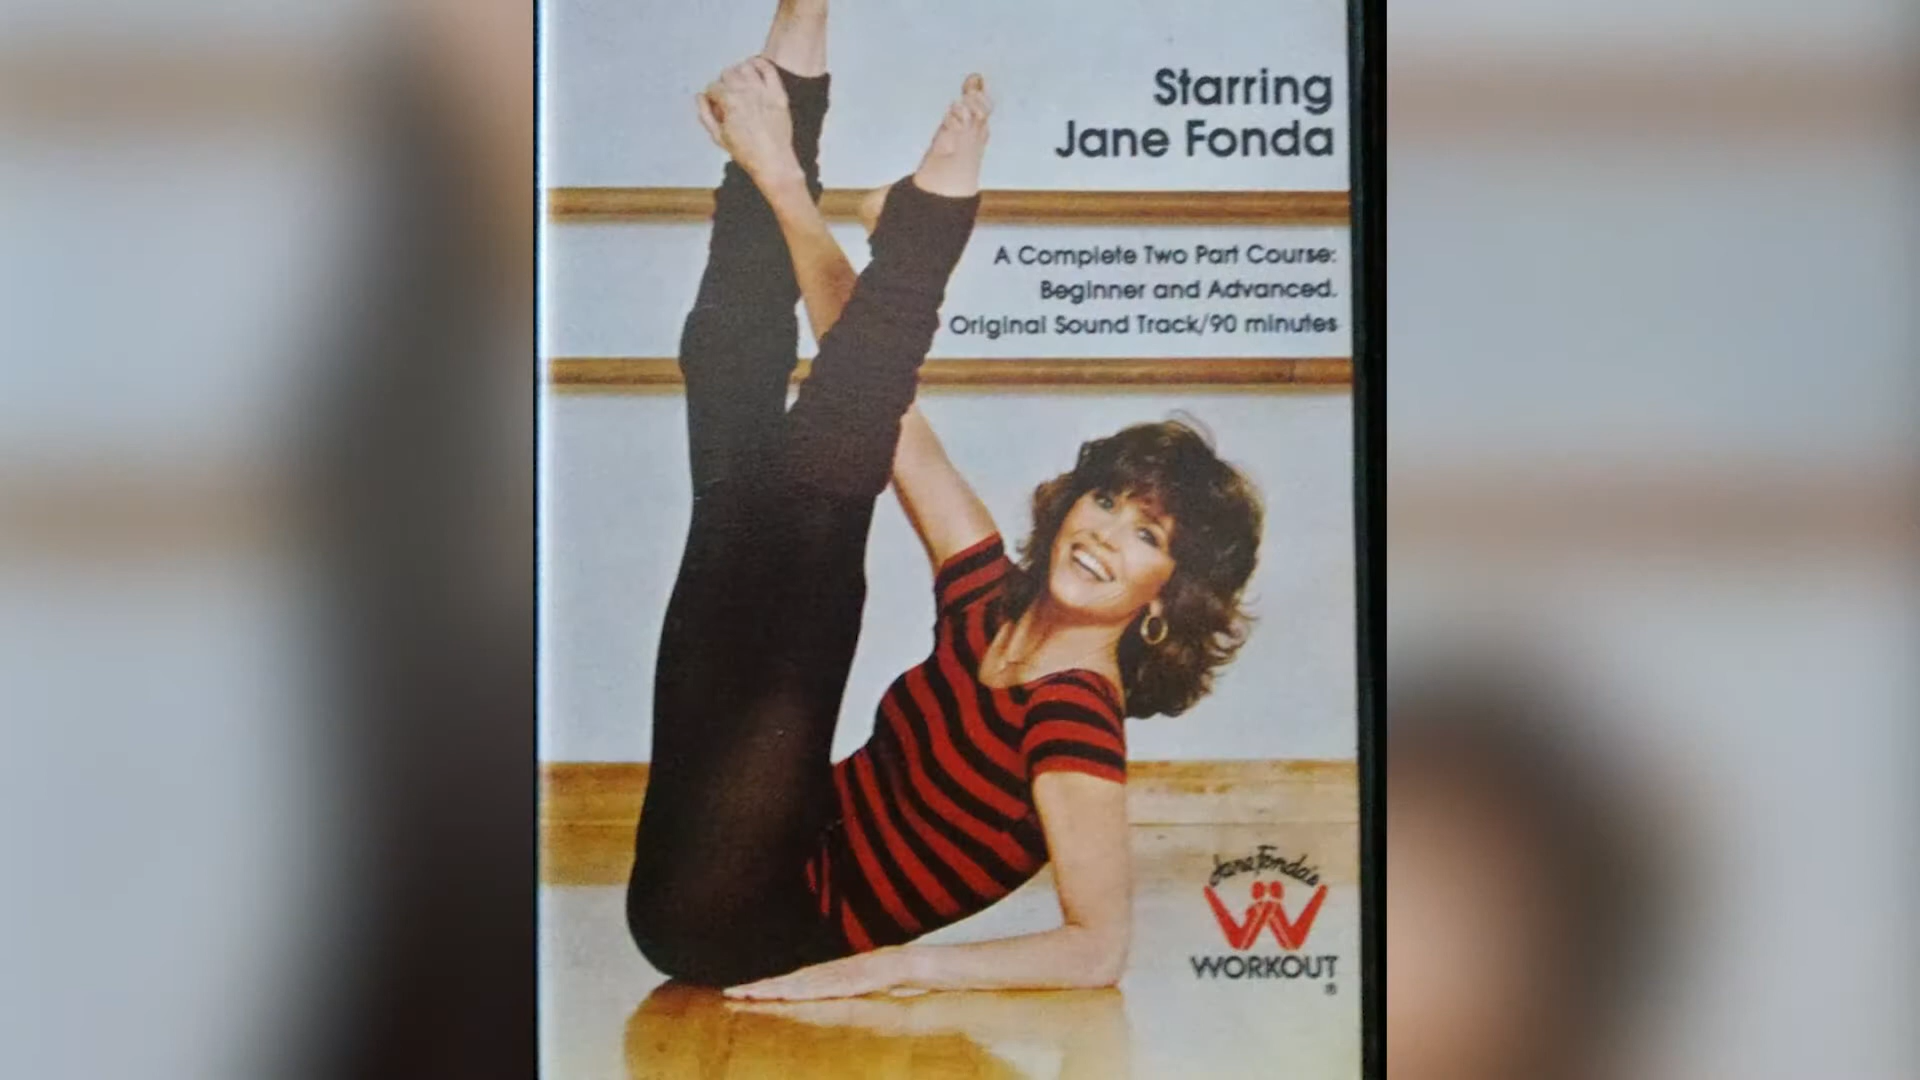 Starring
Jane Fonda
A Complete Two Part Course:
Beginner and Advanced.
Original Sound Track/90 minutes
Jane Fonda's
WORKOUT
®